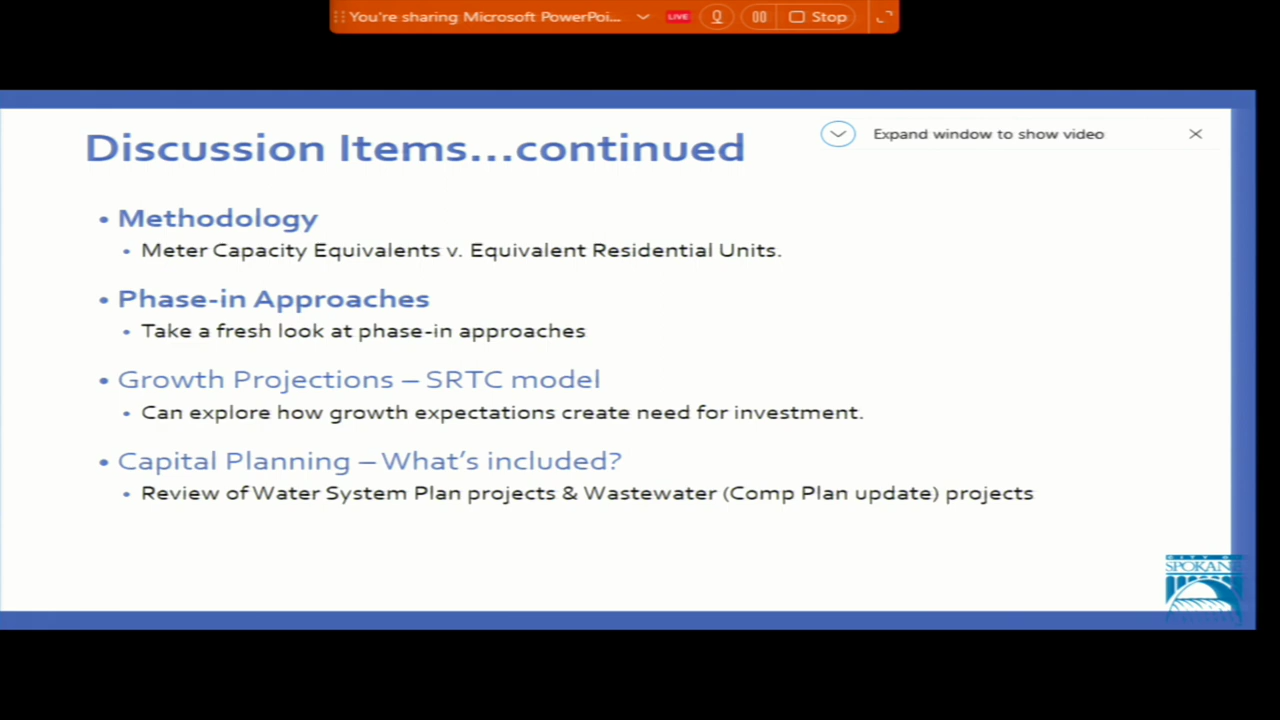 You're sharing Microsoft PowerPoi...
LIVE
Stop
Discussion Items...continued
Expand window to show video
• Methodology
• Meter Capacity Equivalents v. Equivalent Residential Units.
• Phase-in Approaches
• Take a fresh look at phase-in approaches
• Growth Projections – SRTC model
• Can explore how growth expectations create need for investment.
• Capital Planning – What's included?
• Review of Water System Plan projects & Wastewater (Comp Plan update) projects
SPOKANE